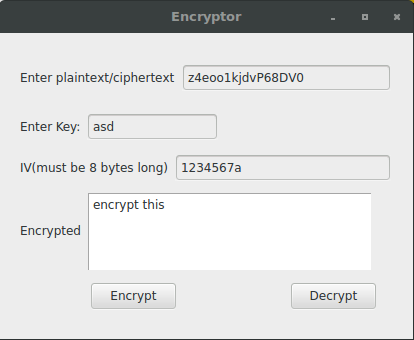 Encryptor
Enter plaintext/ciphertext z4eoo1kjdvP68DV0
Enter Key: asd
IV(must be 8 bytes long) 1234567a
encrypt this
Encrypted
Encrypt Decrypt